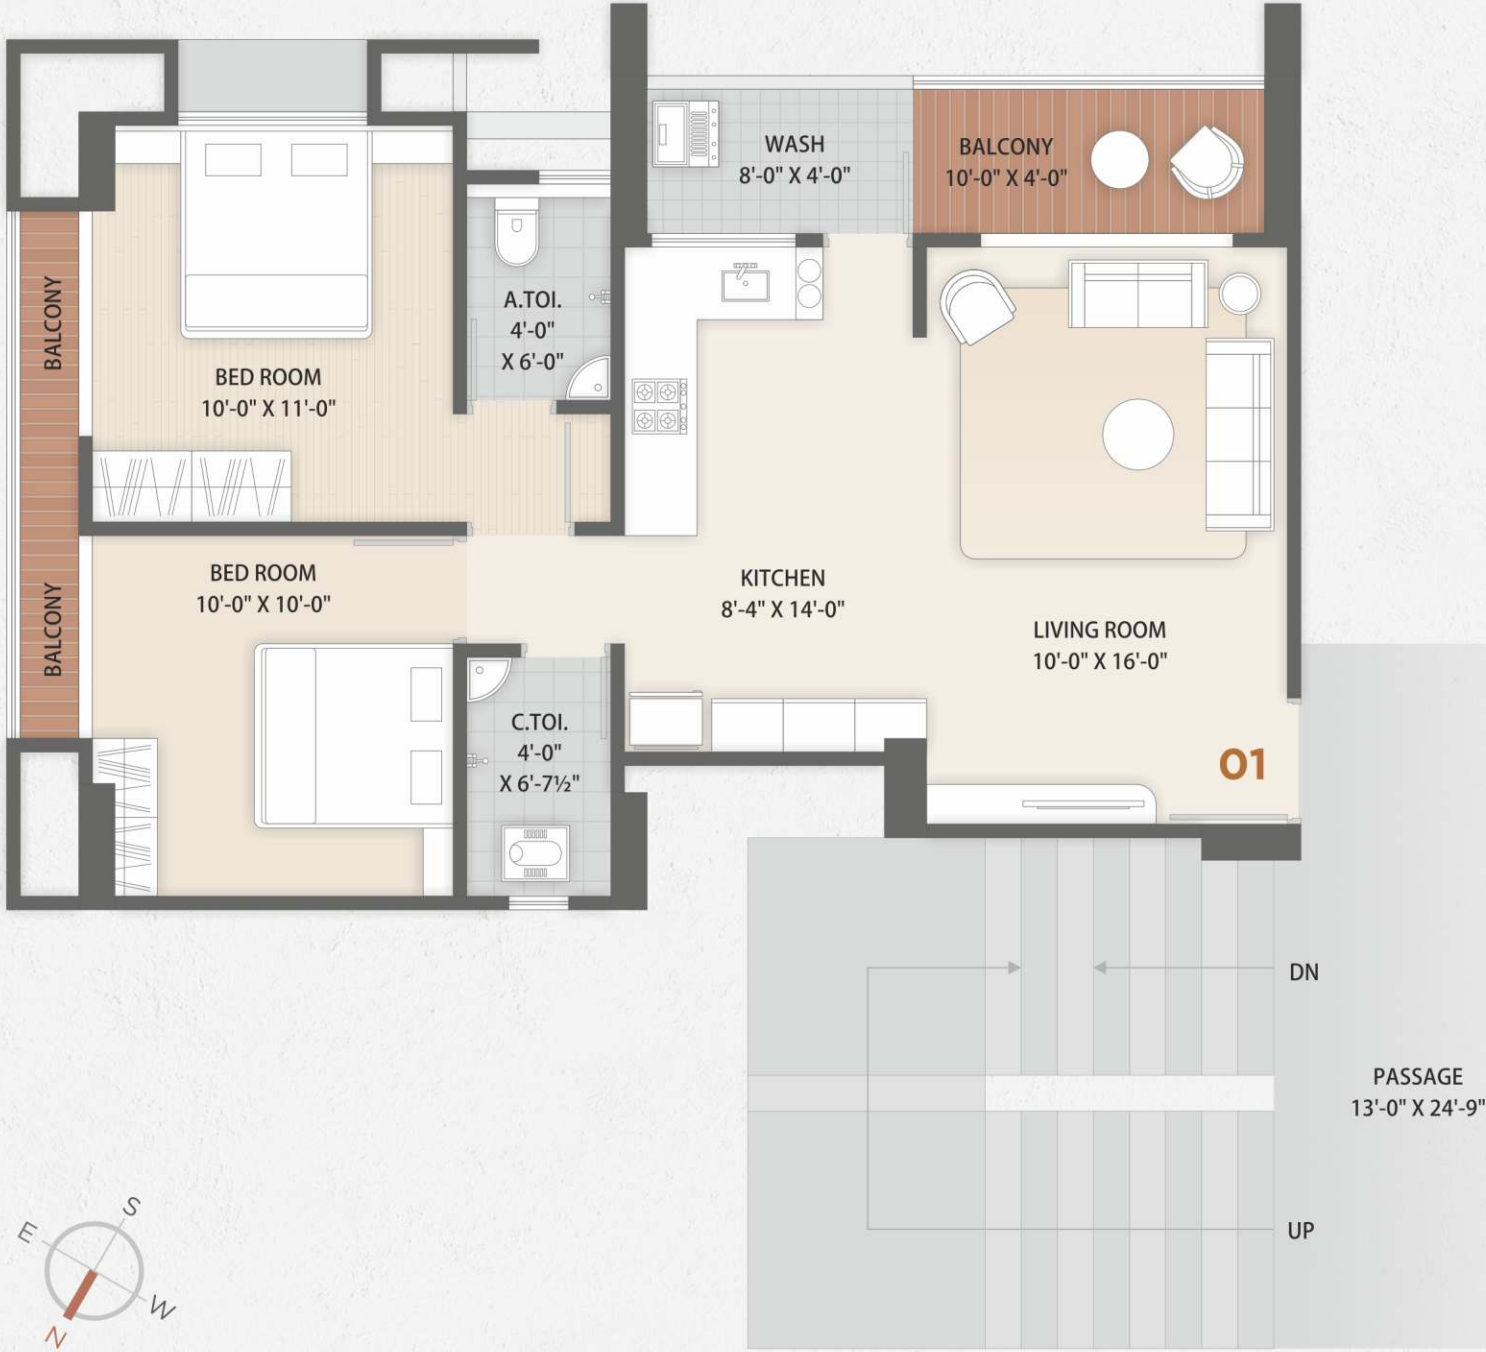 WASH
8'-0" X 4'-0"
BALCONY
10'-0" X 4'-0"
BALCONY
A.TOI.
4'-0"
X 6'-0"
BED ROOM
10'-0" X 11'-0"
BED ROOM
10'-0" X 10'-0"
BALCONY
KITCHEN
8'-4" X 14'-0"
LIVING ROOM
10'-0" X 16'-0"
C.TOI.
4'-0"
X 6'-7½"
01
DN
PASSAGE
13'-0" X 24'-9"
UP
S
E
W
N